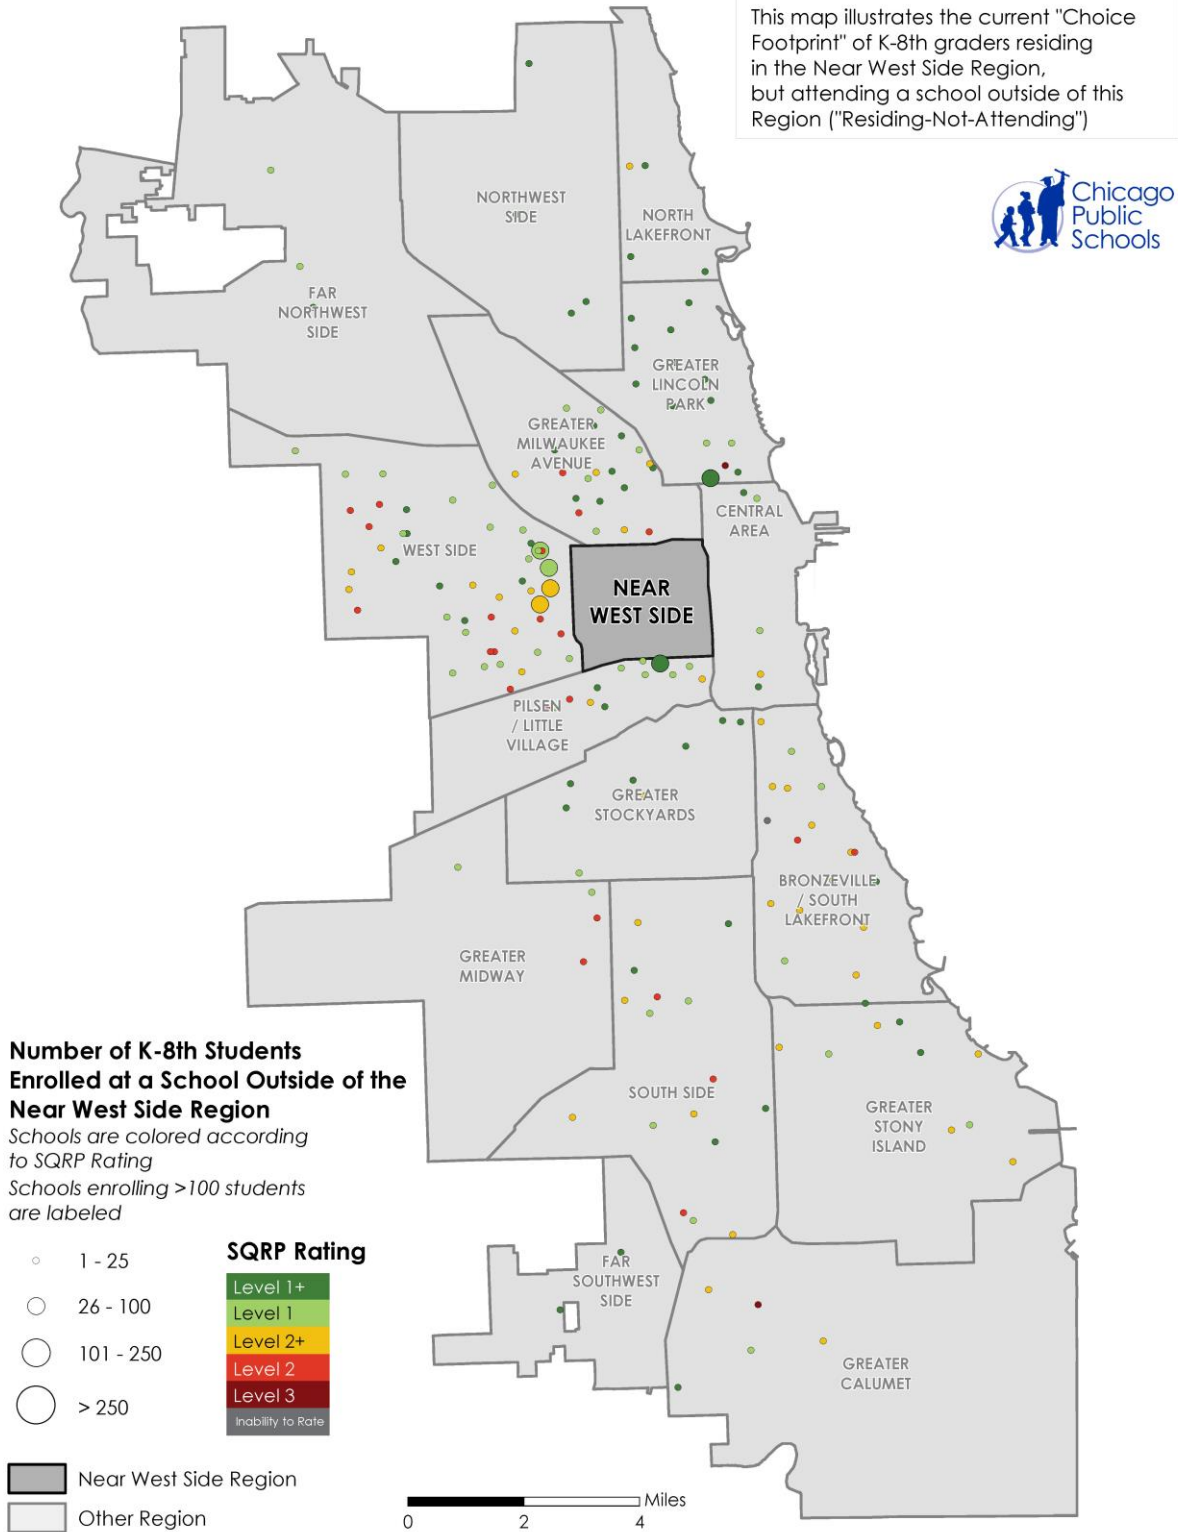 This map illustrates the current "Choice
Footprint" of K-8th graders residing
in the Near West Side Region,
but attending a school outside of this
Region ("Residing-Not-Attending")
Chicago
Public
Schools
NORTHWEST
SIDE
NORTH
LAKEFRONT
FAR
NORTHWEST
SIDE
GREATER
LINCOLN
PARK
GREATER
MILWAUKEE
AVENUE
CENTRAL
AREA
WEST SIDE
NEAR
WEST SIDE
PILSEN
/ LITTLE
VILLAGE
GREATER
STOCKYARDS
BRONZEVILLE
/ SOUTH
LAKEFRONT
GREATER
MIDWAY
SOUTH SIDE
GREATER
STONY
ISLAND
FAR
SOUTHWEST
SIDE
GREATER
CALUMET
Number of K-8th Students
Enrolled at a School Outside of the
Near West Side Region
Schools are colored according
to SQRP Rating
Schools enrolling >100 students
are labeled
1 - 25
26 - 100
101 - 250
> 250
SQRP Rating
Level 1+
Level 1
Level 2+
Level 2
Level 3
Inability to Rate
Near West Side Region
Other Region
Miles
0 2 4